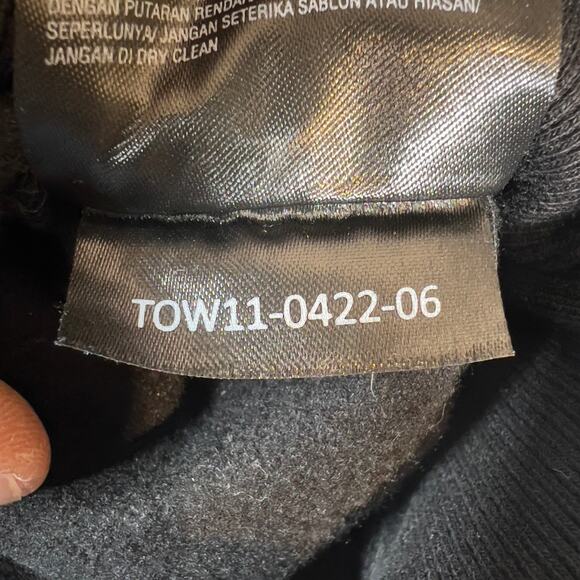 DENGAN PUTARAN RENDAH
SEPERLUNYA/ JANGAN SETERIKA SABLON ATAU HIASAN/
JANGAN DI DRY CLEAN
TOW11-0422-06